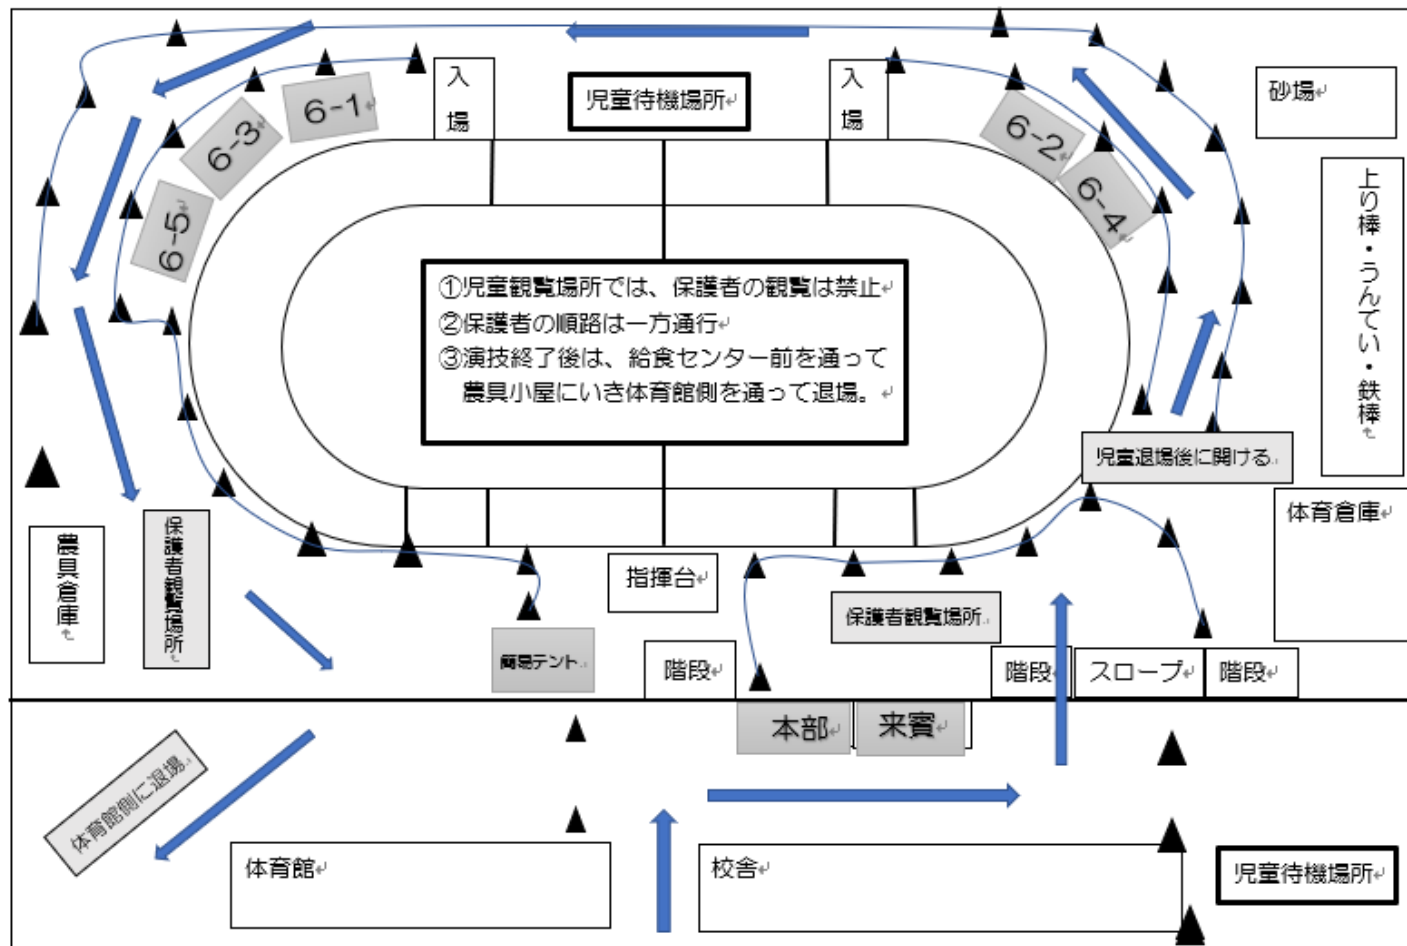 入場
児童待機場所
入場
砂場
6-1
6-3
6-5
6-2
6-4
上り棒・うんてい・鉄棒
①児童観覧場所では、保護者の観覧は禁止
②保護者の順路は一方通行
③演技終了後は、給食センター前を通って
農具小屋にいき体育館側を通って退場。
児童退場後に開ける
体育倉庫
農具倉庫
保護者観覧場所
指揮台
保護者観覧場所
簡易テント
階段
階段
スロープ
階段
本部
来賓
体育館側に退場
体育館
校舎
児童待機場所